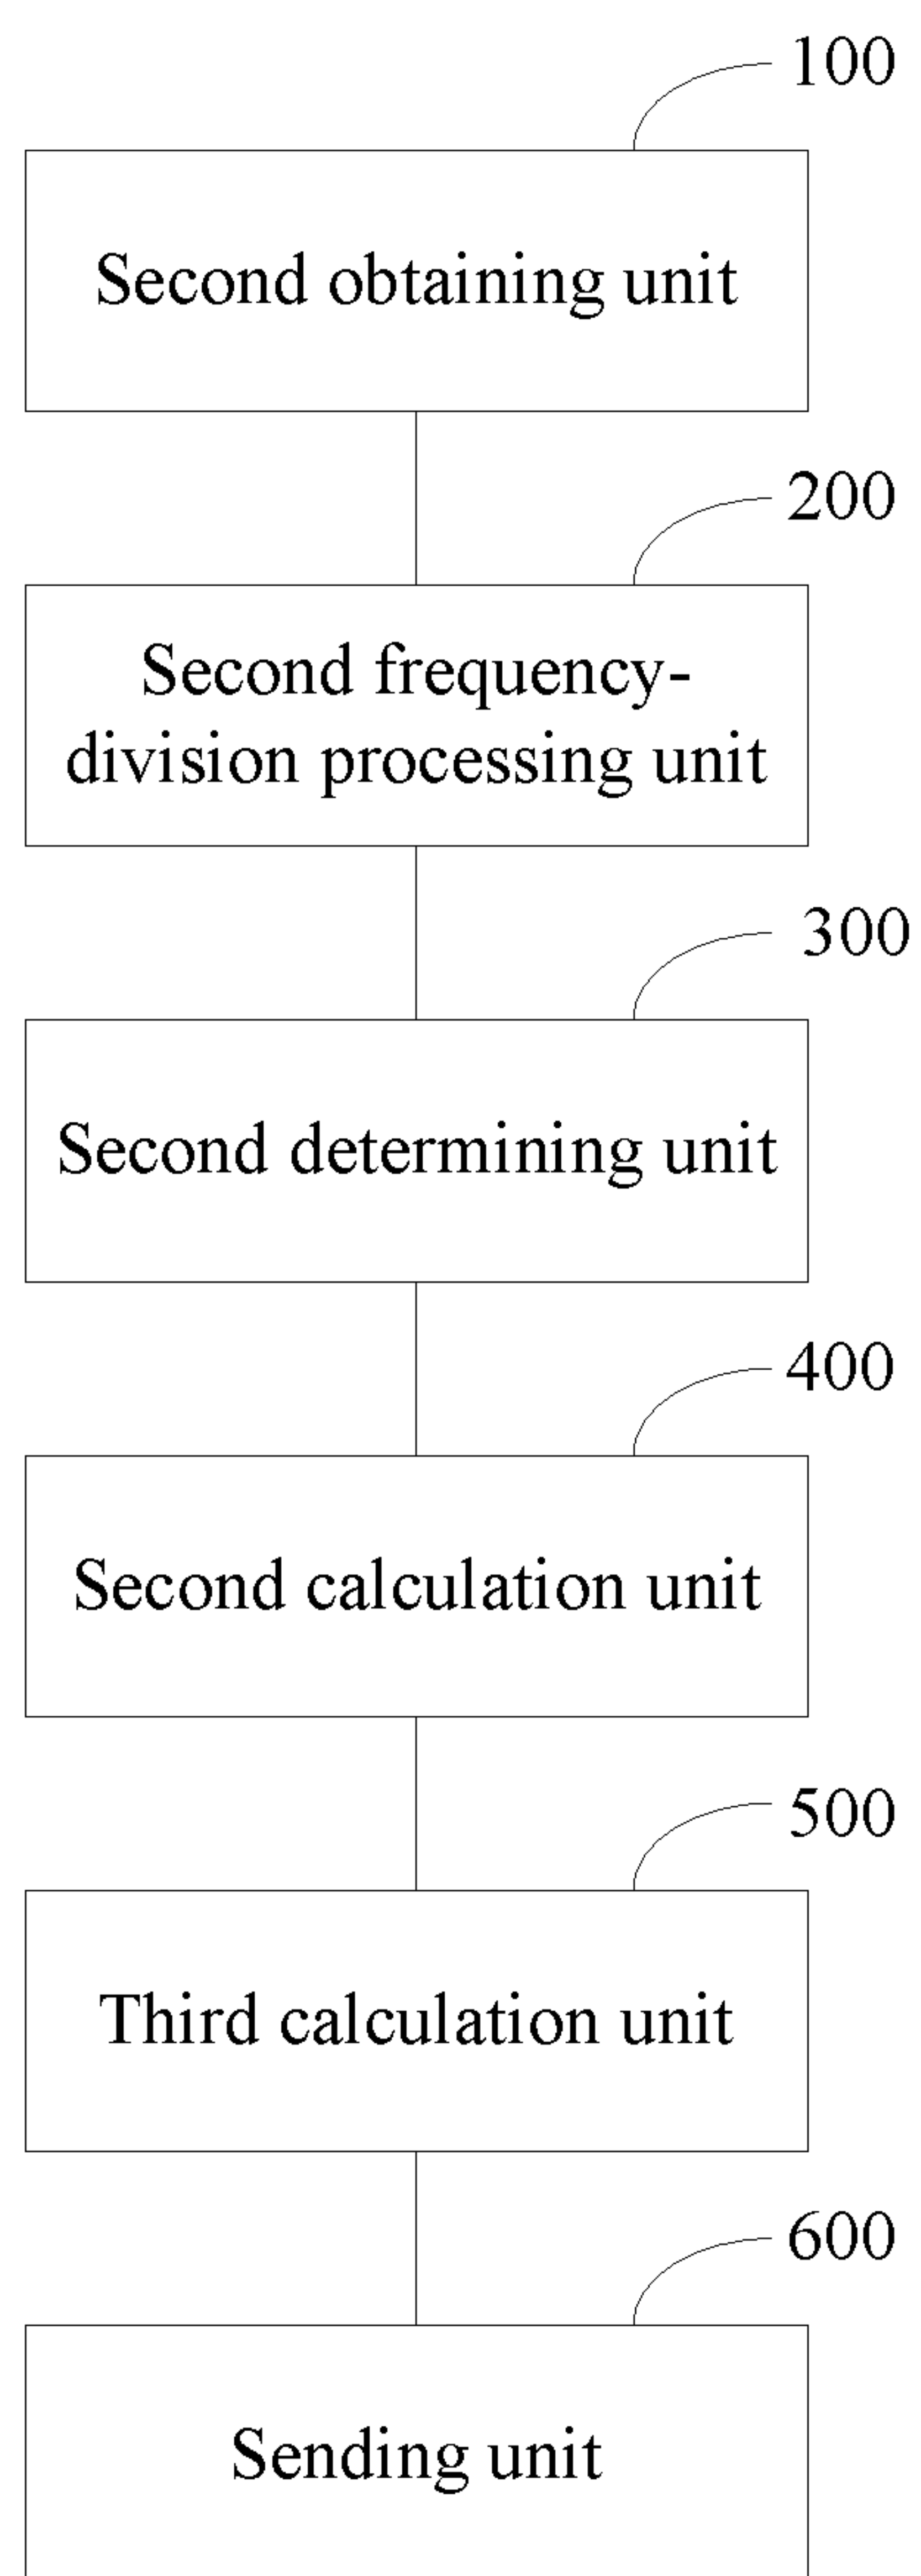 100
Second obtaining unit
200
Second frequency-
division processing unit
300
Second determining unit
400
Second calculation unit
500
Third calculation unit
600
Sending unit